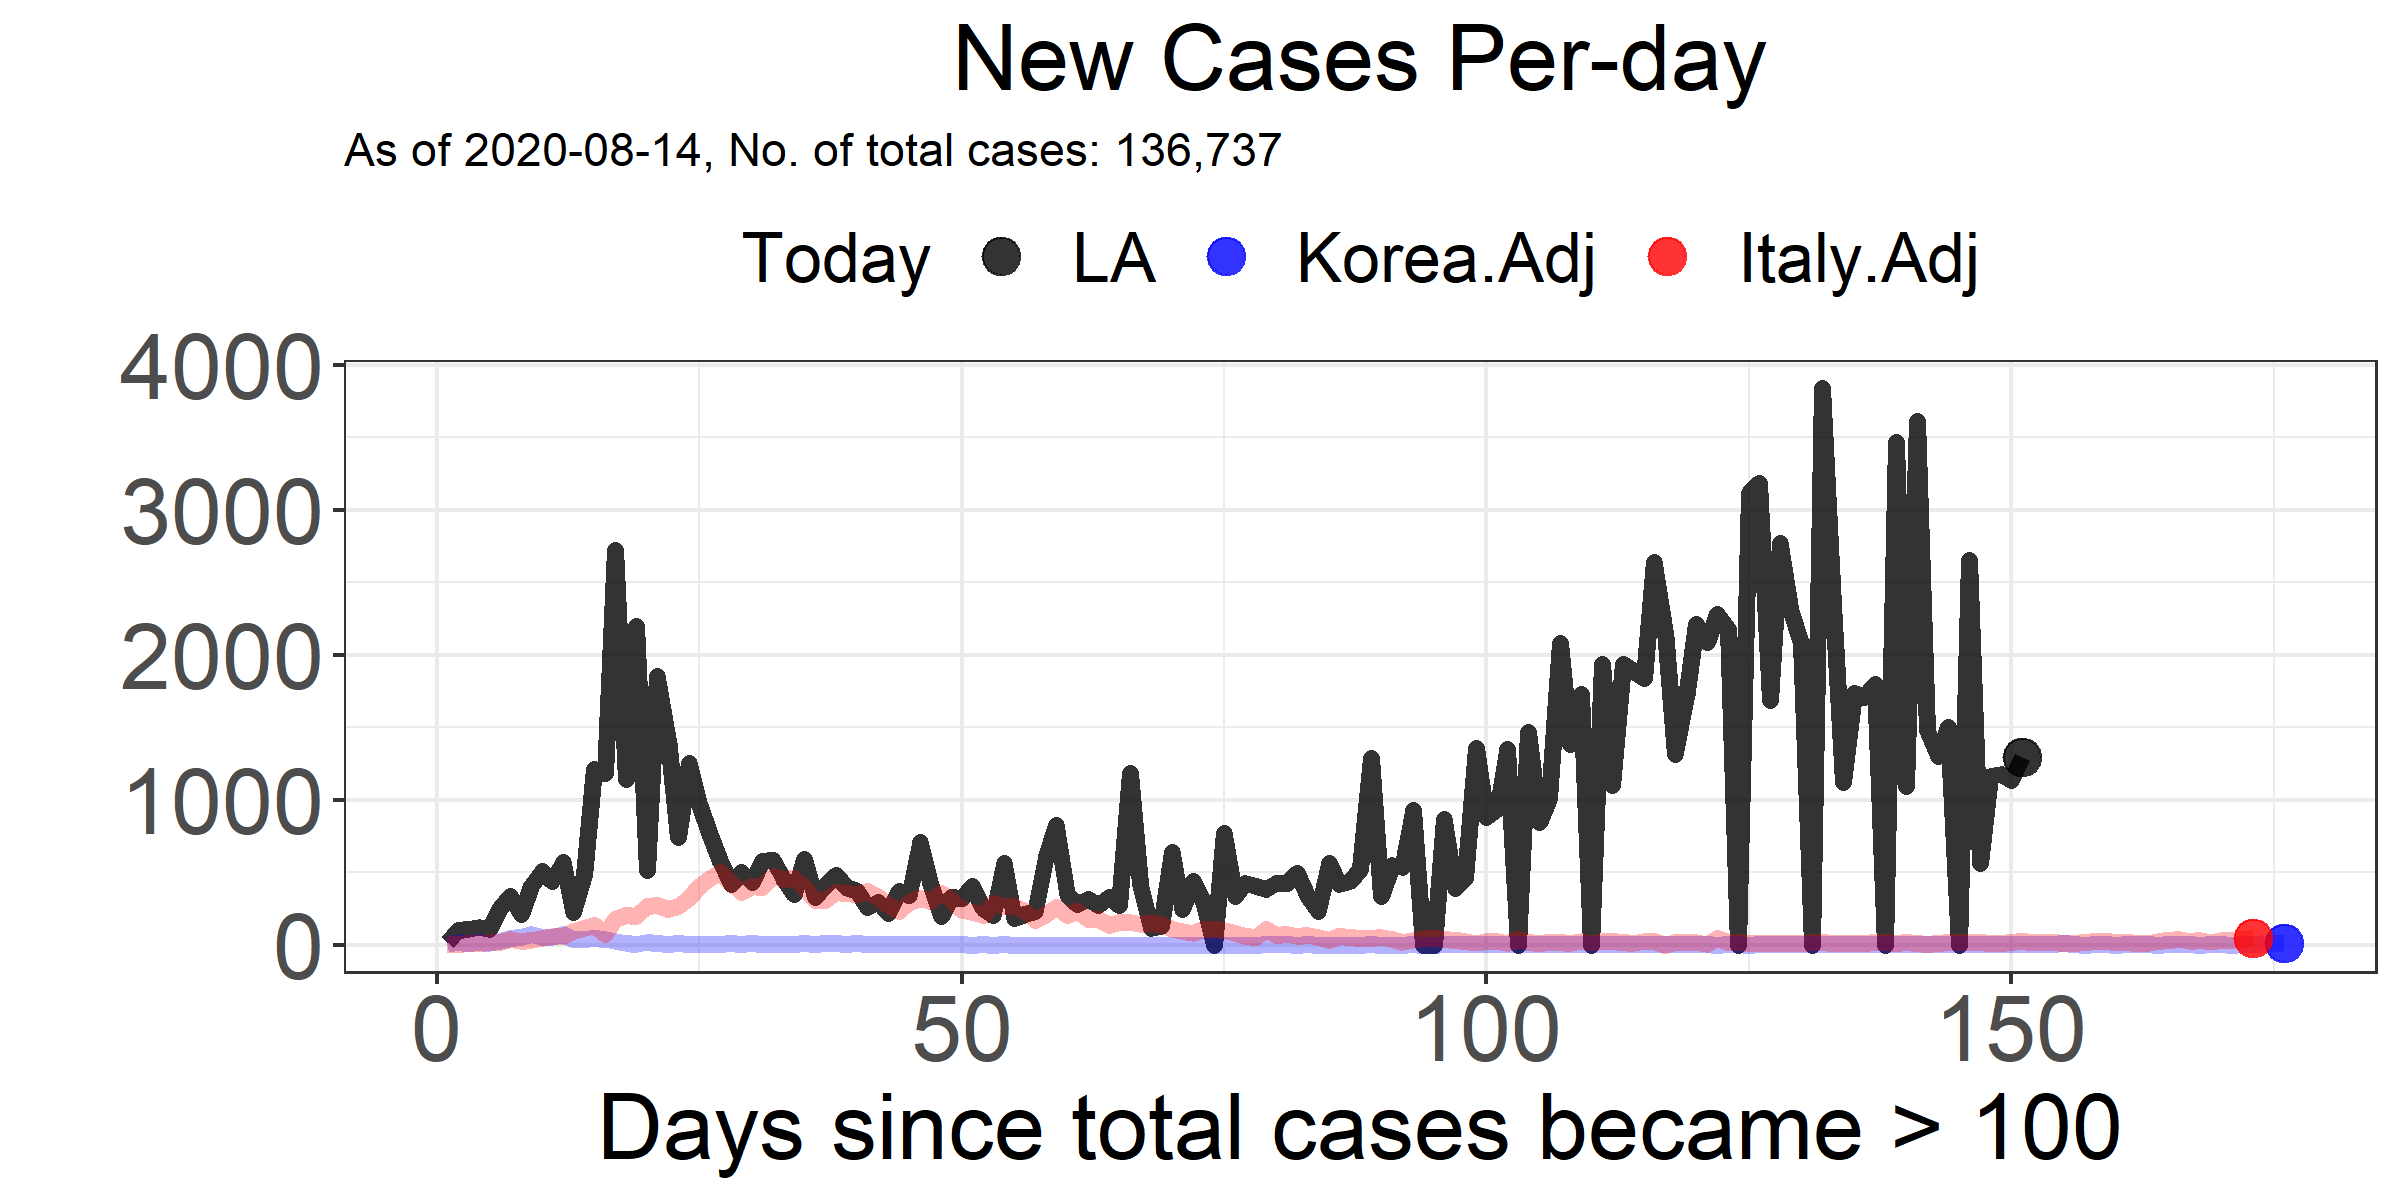 New Cases Per-day
As of 2020-08-14, No. of total cases: 136,737
Today LA Korea.Adj Italy.Adj
4000
3000
2000
1000
0
0 50 100 150
Days since total cases became > 100